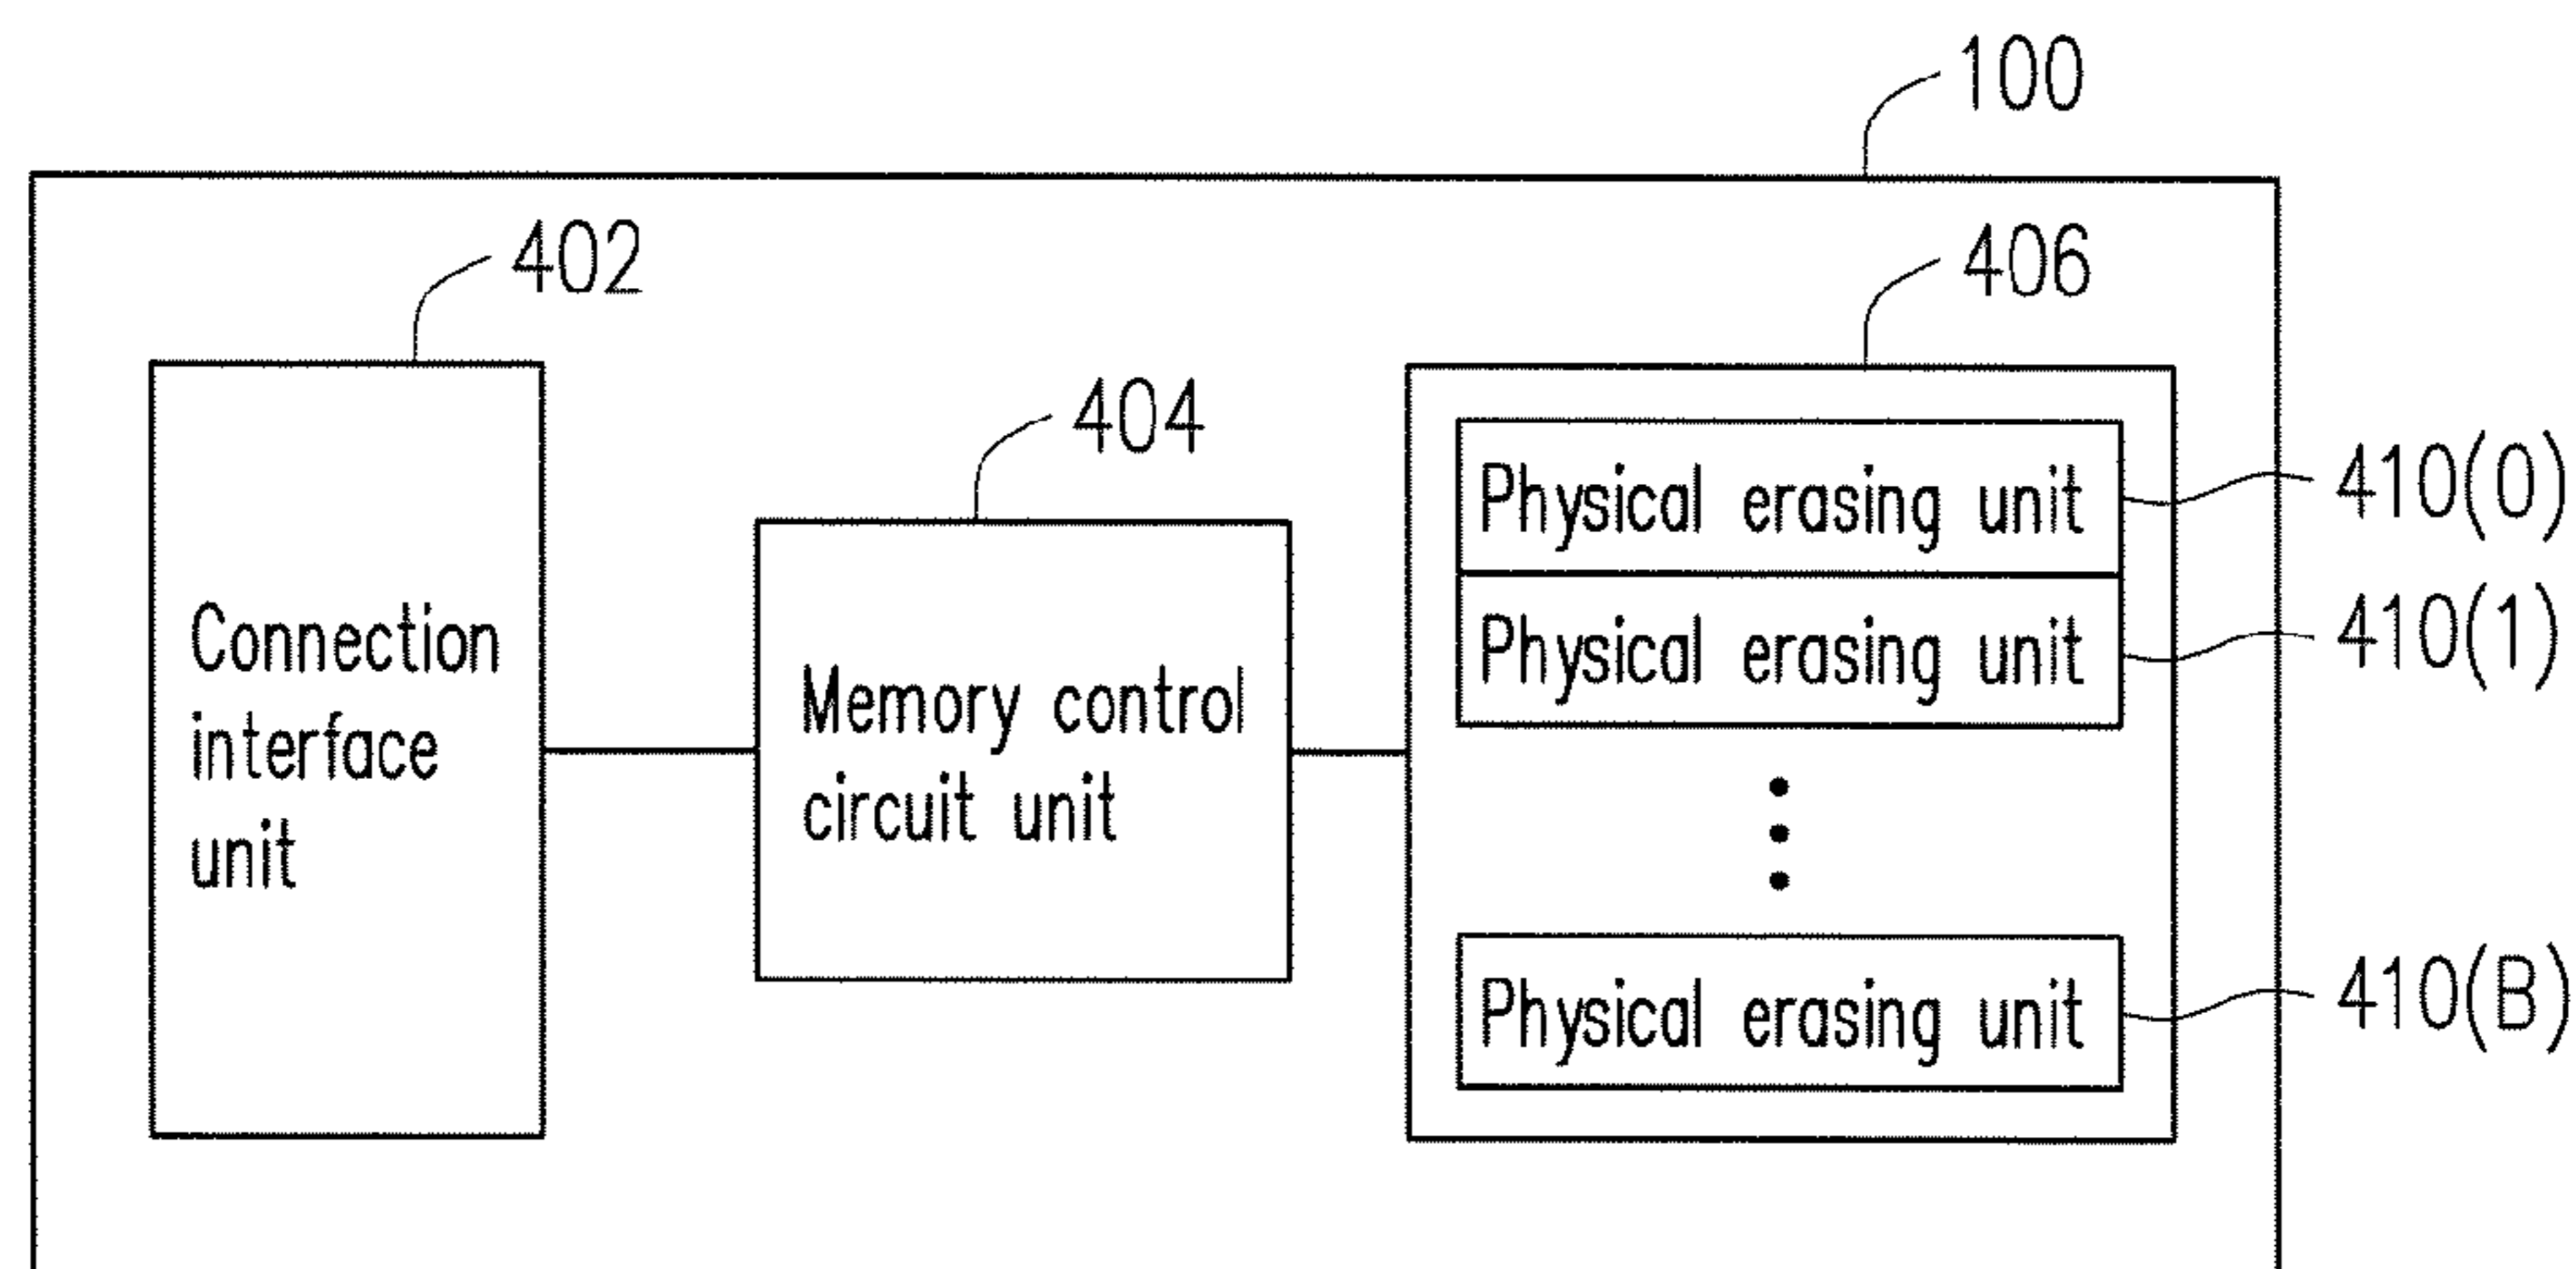 100
402
406
404
Physical erasing unit
410(0)
Physical erasing unit
410(1)
Connection
interface
unit
Memory control
circuit unit
Physical erasing unit
410(B)